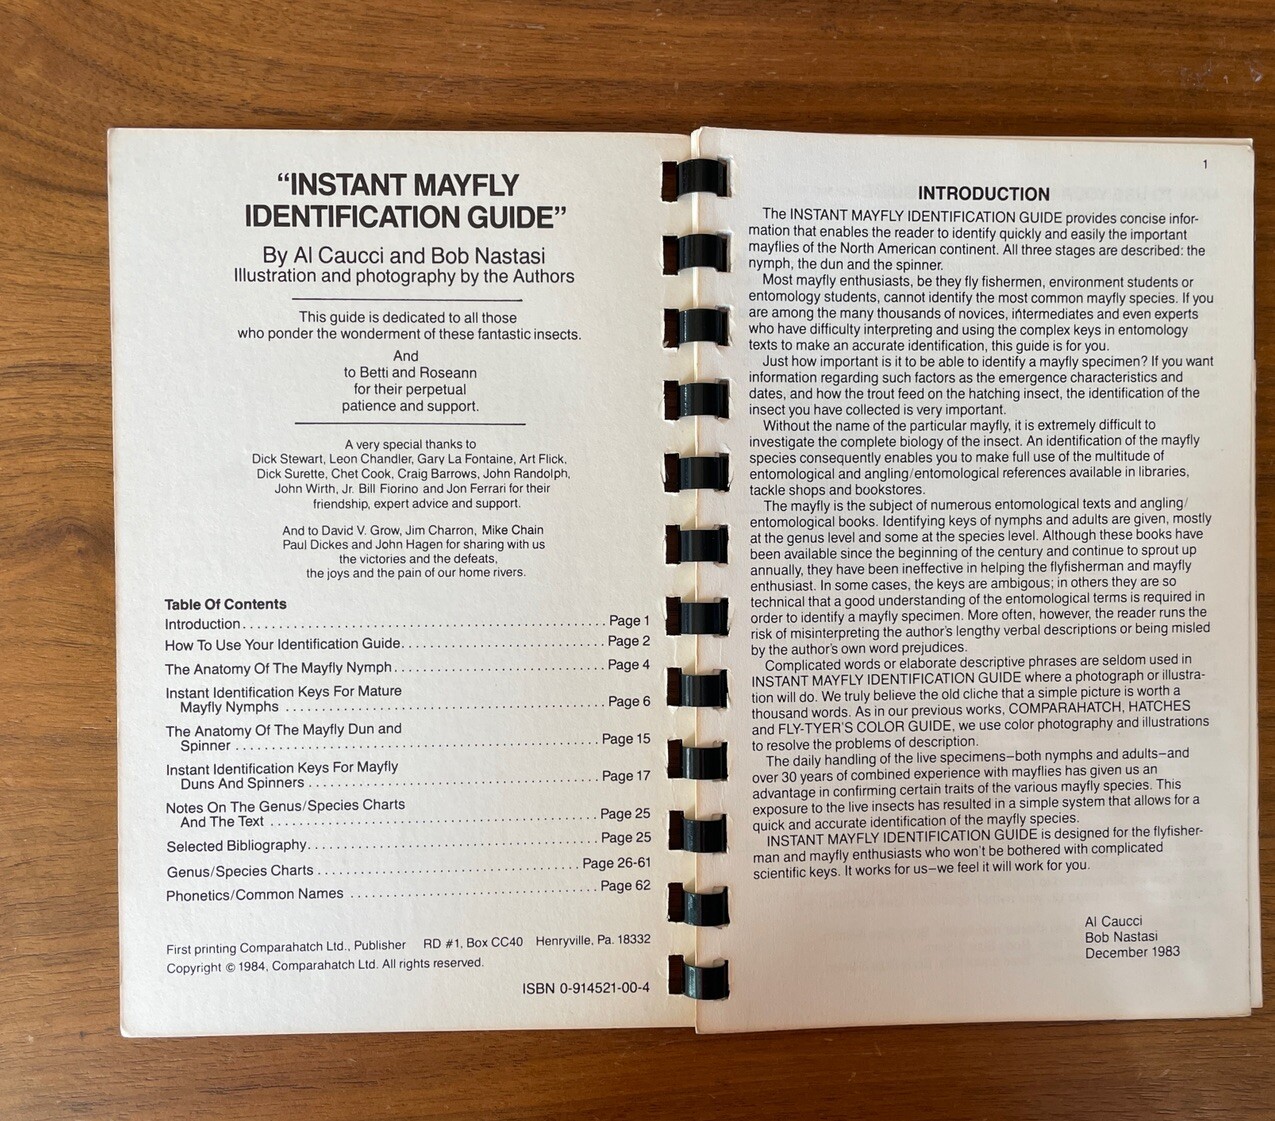 “INSTANT MAYFLY
IDENTIFICATION GUIDE”
By Al Caucci and Bob Nastasi
Illustration and photography by the Authors
This guide is dedicated to all those
who ponder the wonderment of these fantastic insects.
And
to Betti and Roseann
for their perpetual
patience and support.
A very special thanks to
Dick Stewart, Leon Chandler, Gary La Fontaine, Art Flick,
Dick Surette, Chet Cook, Craig Barrows, John Randolph,
John Wirth, Jr. Bill Fiorino and Jon Ferrari for their
friendship, expert advice and support.
And to David V. Grow, Jim Charron, Mike Chain
Paul Dickes and John Hagen for sharing with us
the victories and the defeats,
the joys and the pain of our home rivers.
Table Of Contents
Introduction . . . . . . . . . . . . . . . . . . . . Page 1
How To Use Your Identification Guide . . . . . . . . . . . . Page 2
The Anatomy Of The Mayfly Nymph . . . . . . . . . . . . Page 4
Instant Identification Keys For Mature
Mayfly Nymphs . . . . . . . . . . . . . . . . Page 6
The Anatomy Of The Mayfly Dun and
Spinner . . . . . . . . . . . . . . . . . . . . Page 15
Instant Identification Keys For Mayfly
Duns And Spinners . . . . . . . . . . . . . . . . Page 17
Notes On The Genus/Species Charts
And The Text . . . . . . . . . . . . . . . . . . Page 25
Selected Bibliography . . . . . . . . . . . . . . . . Page 25
Genus/Species Charts . . . . . . . . . . . . . . . . Page 26-61
Phonetics/Common Names . . . . . . . . . . . . . . Page 62
First printing Comparahatch Ltd., Publisher RD #1, Box CC40 Henryville, Pa. 18332
Copyright © 1984, Comparahatch Ltd. All rights reserved.
ISBN 0-914521-00-4
1
INTRODUCTION
The INSTANT MAYFLY IDENTIFICATION GUIDE provides concise infor-
mation that enables the reader to identify quickly and easily the important
mayflies of the North American continent. All three stages are described: the
nymph, the dun and the spinner.
Most mayfly enthusiasts, be they fly fishermen, environment students or
entomology students, cannot identify the most common mayfly species. If you
are among the many thousands of novices, intermediates and even experts
who have difficulty interpreting and using the complex keys in entomology
texts to make an accurate identification, this guide is for you.
Just how important is it to be able to identify a mayfly specimen? If you want
information regarding such factors as the emergence characteristics and
dates, and how the trout feed on the hatching insect, the identification of the
insect you have collected is very important.
Without the name of the particular mayfly, it is extremely difficult to
investigate the complete biology of the insect. An identification of the mayfly
species consequently enables you to make full use of the multitude of
entomological and angling/entomological references available in libraries,
tackle shops and bookstores.
The mayfly is the subject of numerous entomological texts and angling/
entomological books. Identifying keys of nymphs and adults are given, mostly
at the genus level and some at the species level. Although these books have
been available since the beginning of the century and continue to sprout up
annually, they have been ineffective in helping the flyfisherman and mayfly
enthusiast. In some cases, the keys are ambigous; in others they are so
technical that a good understanding of the entomological terms is required in
order to identify a mayfly specimen. More often, however, the reader runs the
risk of misinterpreting the author's lengthy verbal descriptions or being misled
by the author's own word prejudices.
Complicated words or elaborate descriptive phrases are seldom used in
INSTANT MAYFLY IDENTIFICATION GUIDE where a photograph or illustra-
tion will do. We truly believe the old cliche that a simple picture is worth a
thousand words. As in our previous works, COMPARAHATCH, HATCHES
and FLY-TYER'S COLOR GUIDE, we use color photography and illustrations
to resolve the problems of description.
The daily handling of the live specimens—both nymphs and adults—and
over 30 years of combined experience with mayflies has given us an
advantage in confirming certain traits of the various mayfly species. This
exposure to the live insects has resulted in a simple system that allows for a
quick and accurate identification of the mayfly species.
INSTANT MAYFLY IDENTIFICATION GUIDE is designed for the flyfisher-
man and mayfly enthusiasts who won't be bothered with complicated
scientific keys. It works for us—we feel it will work for you.
Al Caucci
Bob Nastasi
December 1983